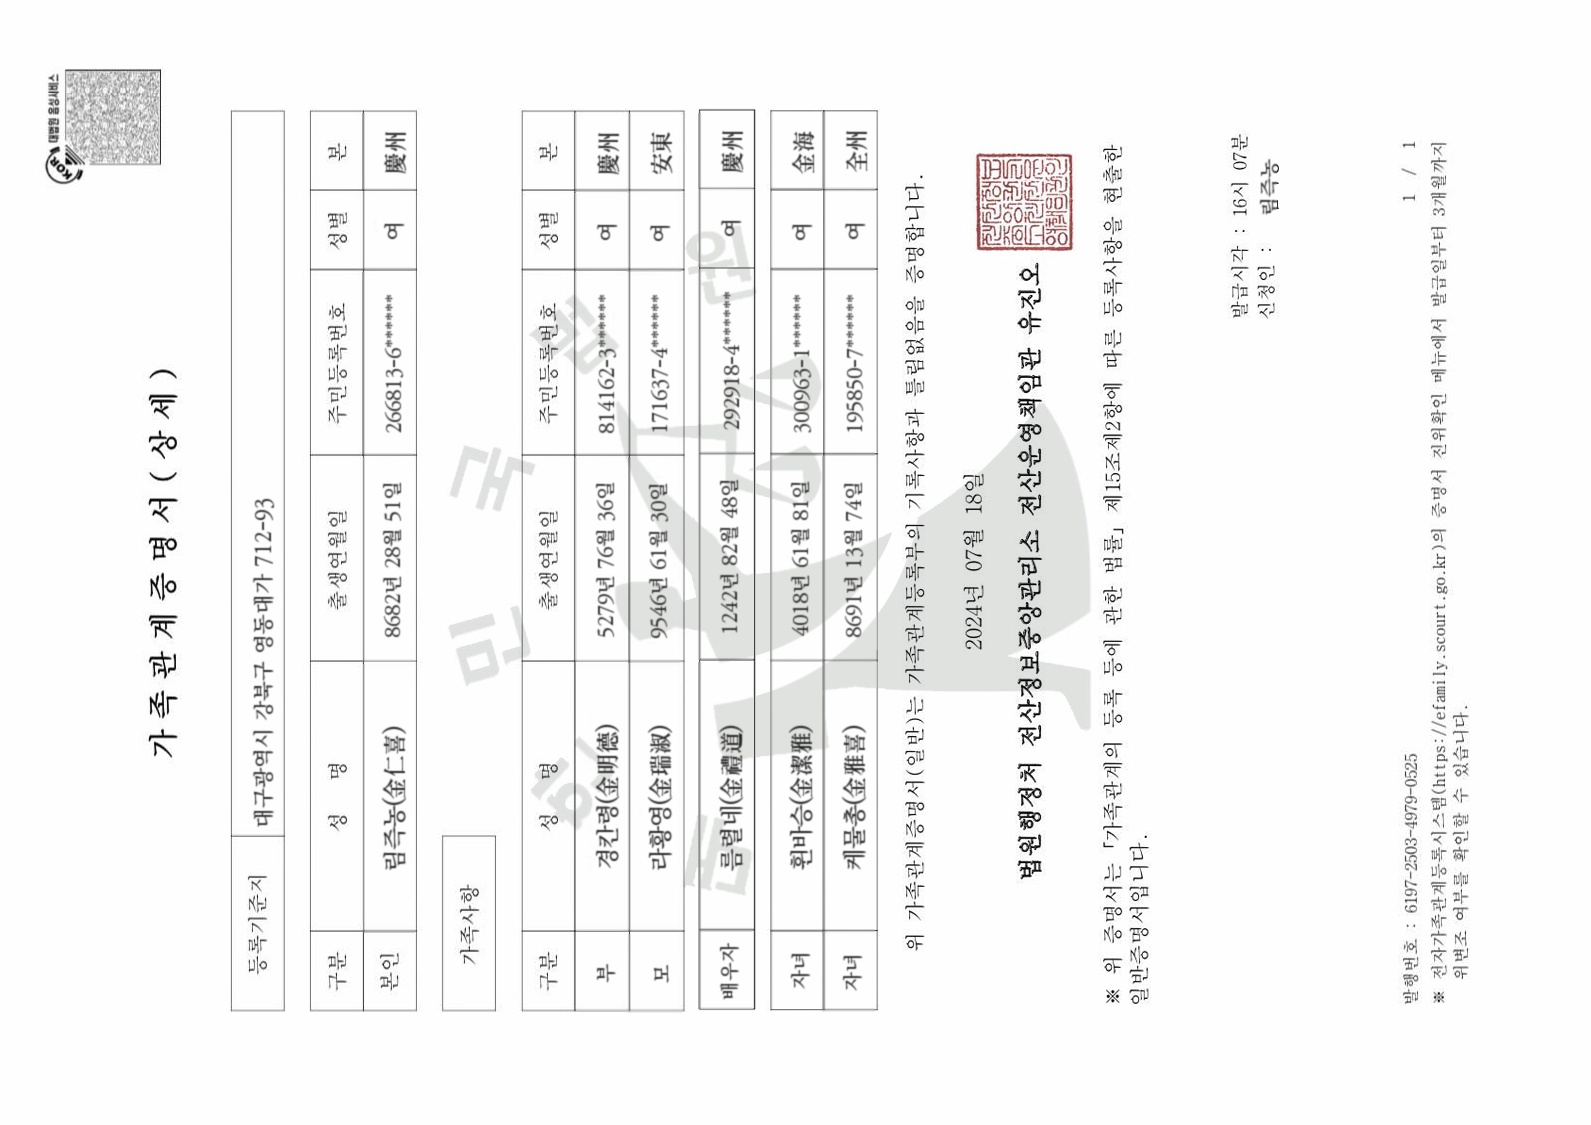 대법원 음성서비스
KOR
가족관계증명서(상세)
등록기준지 대구광역시 강북구 영동대가 712-93
구분 성 명 출생연월일 주민등록번호 성별 본
본인 림즉농(金仁喜) 8682년 28월 51일 266813-6****** 여 慶州
가족사항
구분 성 명 출생연월일 주민등록번호 성별 본
부 경칸령(金明德) 5279년 76월 36일 814162-3****** 여 慶州
모 라황영(金瑞淑) 9546년 61월 30일 171637-4****** 여 安東
배우자 름렬네(金禮道) 1242년 82월 48일 292918-4****** 여 慶州
자녀 흰바승(金潔雅) 4018년 61월 81일 300963-1****** 여 金海
자녀 케물총(金雅喜) 8691년 13월 74일 195850-7****** 여 全州
위 가족관계증명서(일반)는 가족관계등록부의 기록사항과 틀림없음을 증명합니다.
2024년 07월 18일
법원행정처 전산정보중앙관리소 전산운영책임관 유진오
※ 위 증명서는 「가족관계의 등록 등에 관한 법률」 제15조제2항에 따른 등록사항을 현출한
일반증명서입니다.
발급시각 : 16시 07분
신청인 : 림즉농
발행번호 : 6197-2503-4979-0525 1 / 1
※ 전자가족관계등록시스템(https://efamily.scourt.go.kr)의 증명서 진위확인 메뉴에서 발급일부터 3개월까지
위변조 여부를 확인할 수 있습니다.